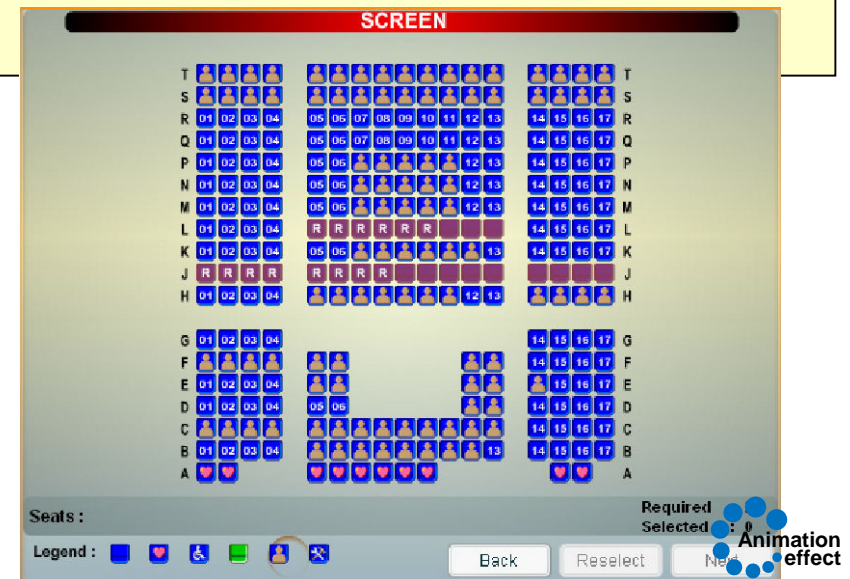 SCREEN
T T
S S
R 01 02 03 04 05 06 07 08 09 10 11 12 13 14 15 16 17 R
Q 01 02 03 04 05 06 07 08 09 10 11 12 13 14 15 16 17 Q
P 01 02 03 04 05 06 12 13 14 15 16 17 P
N 01 02 03 04 05 06 12 13 14 15 16 17 N
M 01 02 03 04 05 06 12 13 14 15 16 17 M
L 01 02 03 04 R R R R R R 14 15 16 17 L
K 01 02 03 04 05 06 13 14 15 16 17 K
J R R R R R R R R J
H 01 02 03 04 12 13 H
G 01 02 03 04 14 15 16 17 G
F 14 15 16 17 F
E 01 02 03 04 15 16 17 E
D 01 02 03 04 05 06 14 15 16 17 D
C 14 15 16 17 C
B 01 02 03 04 13 14 15 16 17 B
A A
Seats :
Required
Selected : 0
Legend :
Back Reselect
Animation
effect